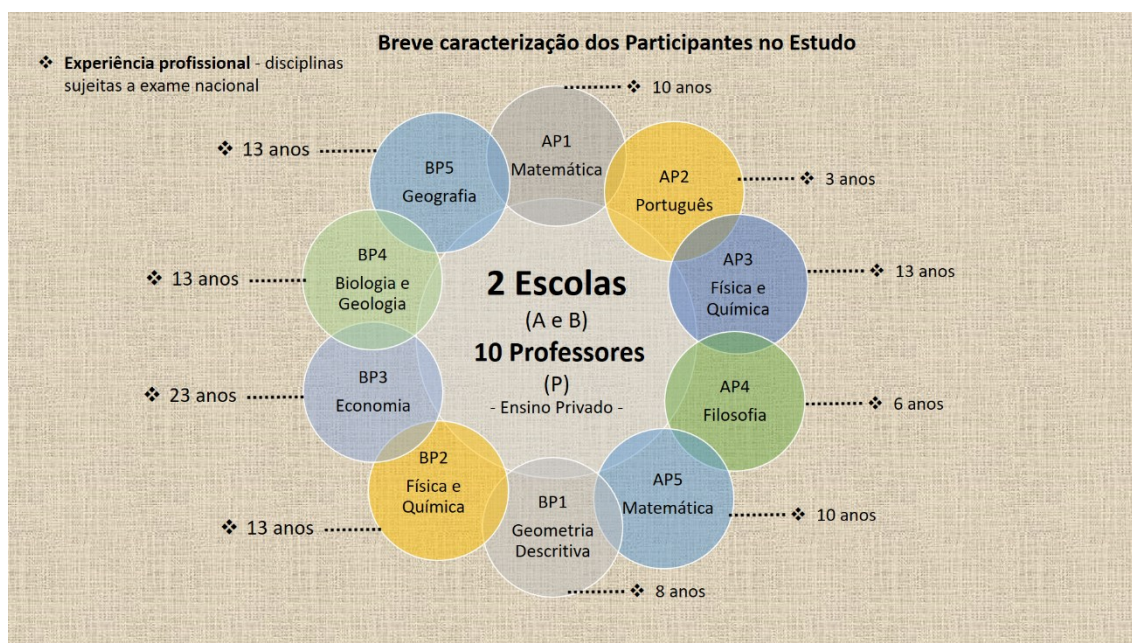 Breve caracterização dos Participantes no Estudo
❖ Experiência profissional - disciplinas
sujeitas a exame nacional
❖ 10 anos
AP1
Matemática
❖ 3 anos
AP2
Português
❖ 13 anos
AP3
Física e
Química
❖ 6 anos
AP4
Filosofia
❖ 10 anos
AP5
Matemática
❖ 8 anos
BP1
Geometria
Descritiva
❖ 13 anos
BP2
Física e
Química
❖ 23 anos
BP3
Economia
❖ 13 anos
BP4
Biologia e
Geologia
❖ 13 anos
BP5
Geografia
2 Escolas
(A e B)
10 Professores
(P)
- Ensino Privado -